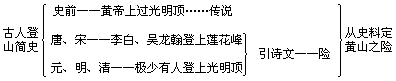 古人登
山简史
史前——黄帝上过光明顶……传说
唐、宋——李白、吴龙翰登上莲花峰
元、明、清——极少有人登上光明顶
引诗文——险
从史料定
黄山之险